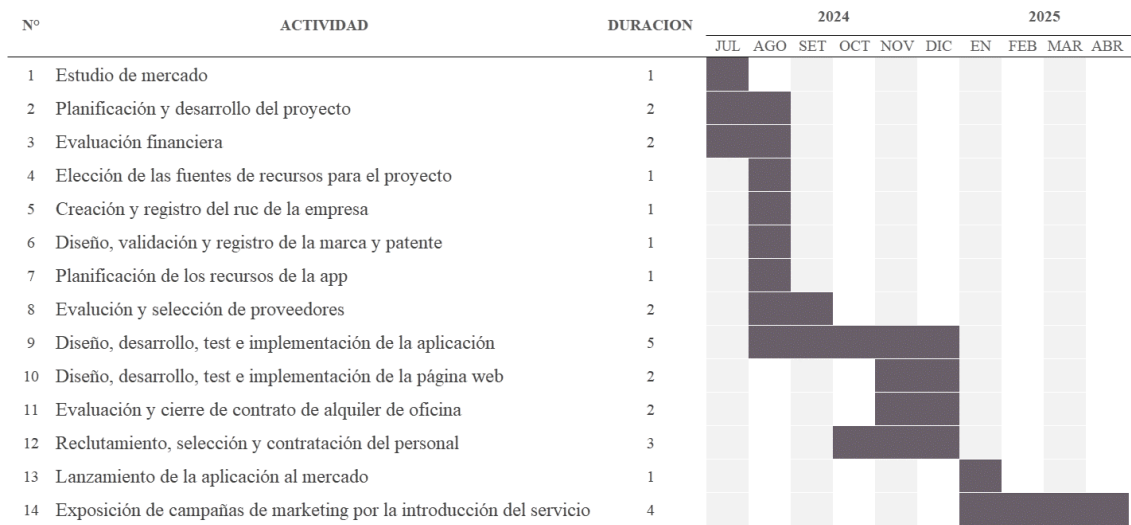 2024 2025
N° ACTIVIDAD DURACION
JUL AGO SET OCT NOV DIC EN FEB MAR ABR
1 Estudio de mercado 1
2 Planificación y desarrollo del proyecto 2
3 Evaluación financiera 2
4 Elección de las fuentes de recursos para el proyecto 1
5 Creación y registro del ruc de la empresa 1
6 Diseño, validación y registro de la marca y patente 1
7 Planificación de los recursos de la app 1
8 Evalución y selección de proveedores 2
9 Diseño, desarrollo, test e implementación de la aplicación 5
10 Diseño, desarrollo, test e implementación de la página web 2
11 Evaluación y cierre de contrato de alquiler de oficina 2
12 Reclutamiento, selección y contratación del personal 3
13 Lanzamiento de la aplicación al mercado 1
14 Exposición de campañas de marketing por la introducción del servicio 4